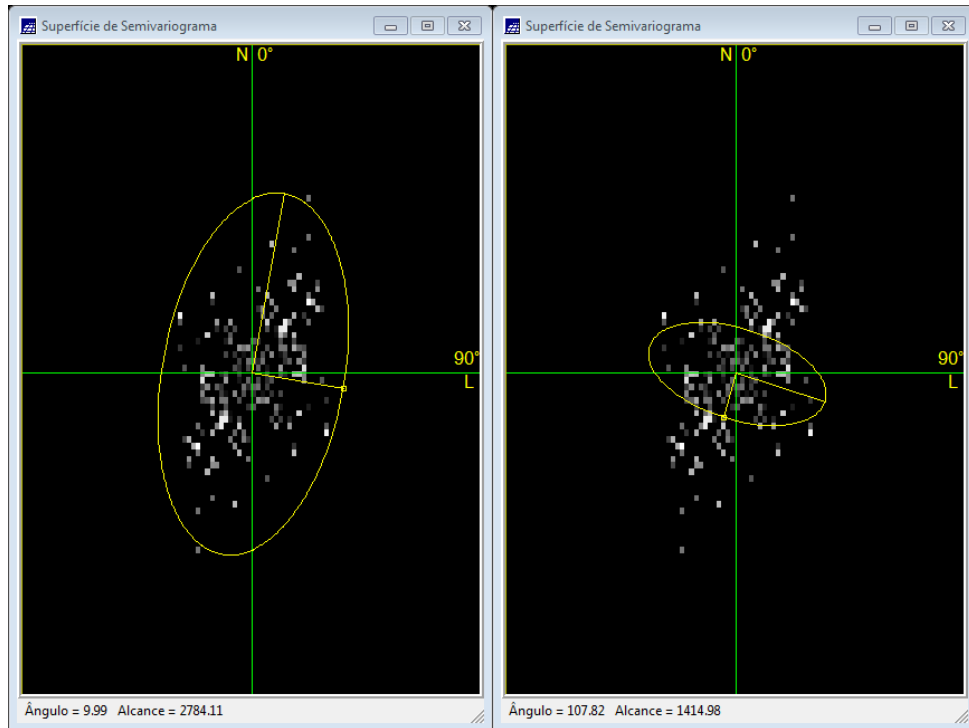 Superfície de Semivariograma
N 0°
90°
L
Ângulo = 9.99 Alcance = 2784.11
Superfície de Semivariograma
N 0°
90°
L
Ângulo = 107.82 Alcance = 1414.98